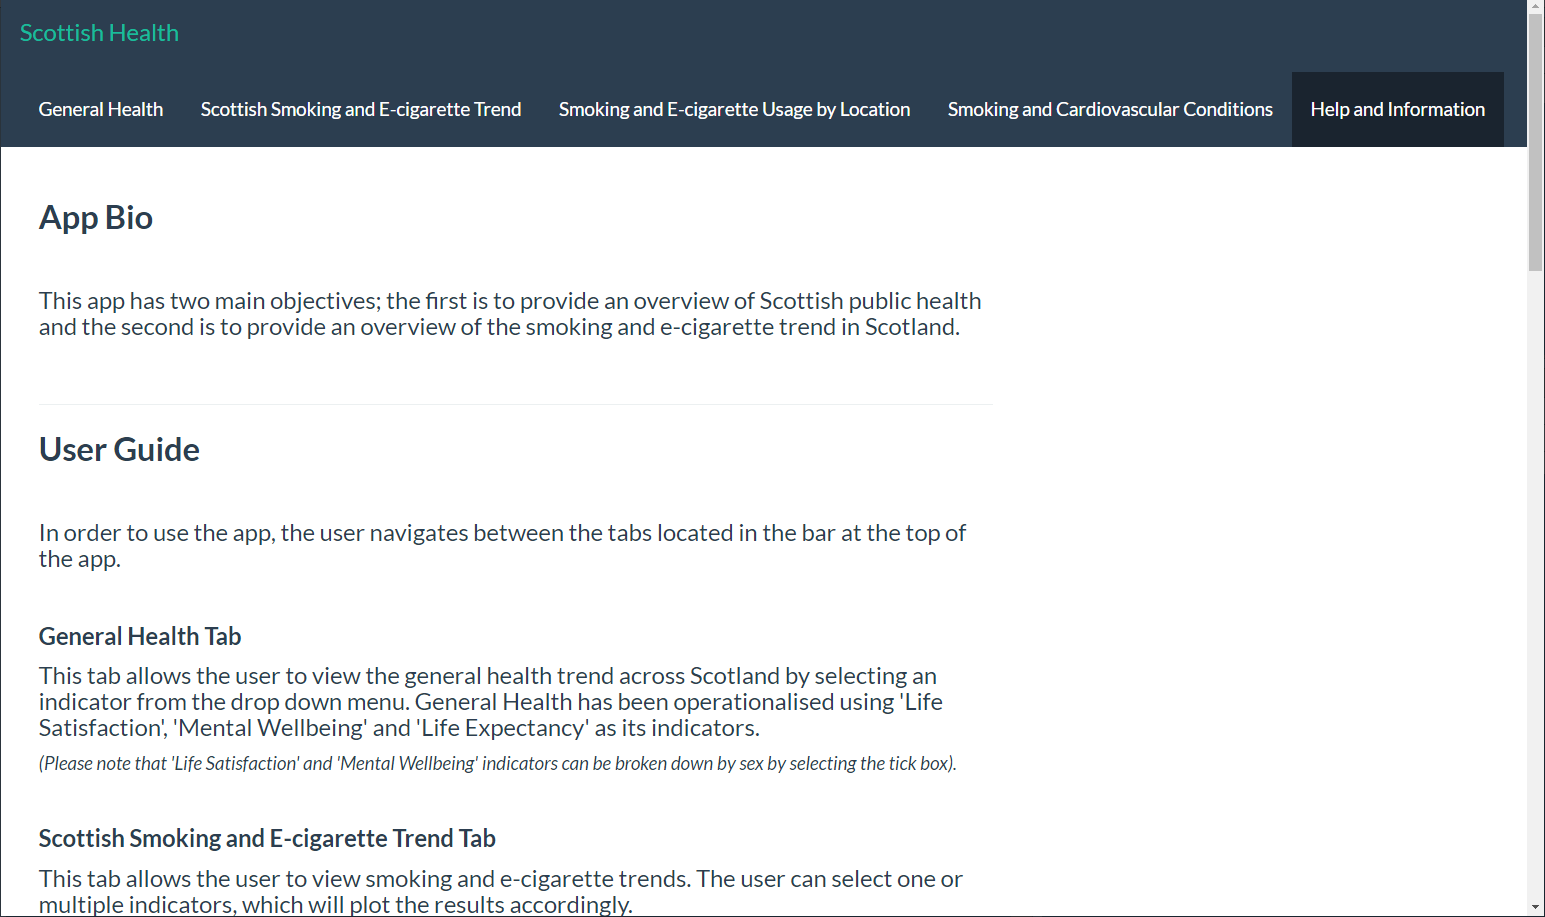 Scottish Health
General Health
Scottish Smoking and E-cigarette Trend
Smoking and E-cigarette Usage by Location
Smoking and Cardiovascular Conditions
Help and Information
App Bio
This app has two main objectives; the first is to provide an overview of Scottish public health
and the second is to provide an overview of the smoking and e-cigarette trend in Scotland.
User Guide
In order to use the app, the user navigates between the tabs located in the bar at the top of
the app.
General Health Tab
This tab allows the user to view the general health trend across Scotland by selecting an
indicator from the drop down menu. General Health has been operationalised using 'Life
Satisfaction', 'Mental Wellbeing' and 'Life Expectancy' as its indicators.
(Please note that 'Life Satisfaction' and 'Mental Wellbeing' indicators can be broken down by sex by selecting the tick box).
Scottish Smoking and E-cigarette Trend Tab
This tab allows the user to view smoking and e-cigarette trends. The user can select one or
multiple indicators, which will plot the results accordingly.